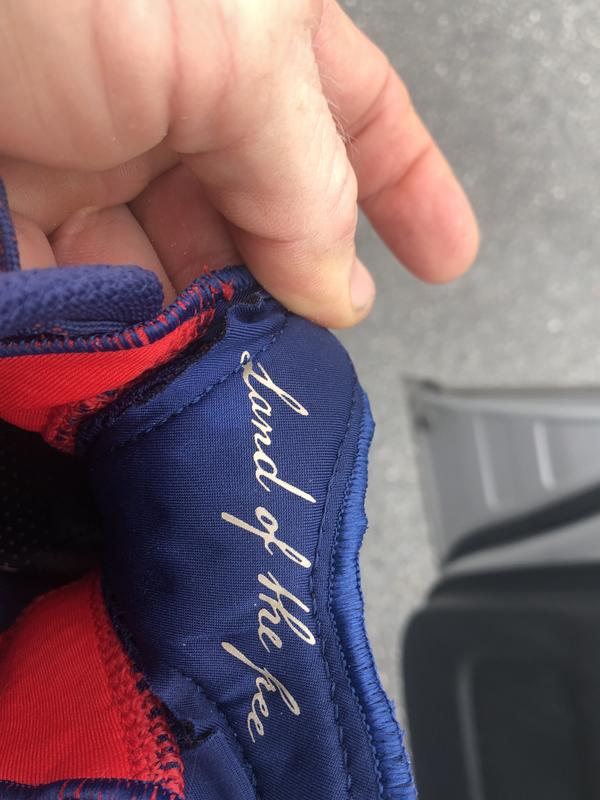 Land of the free